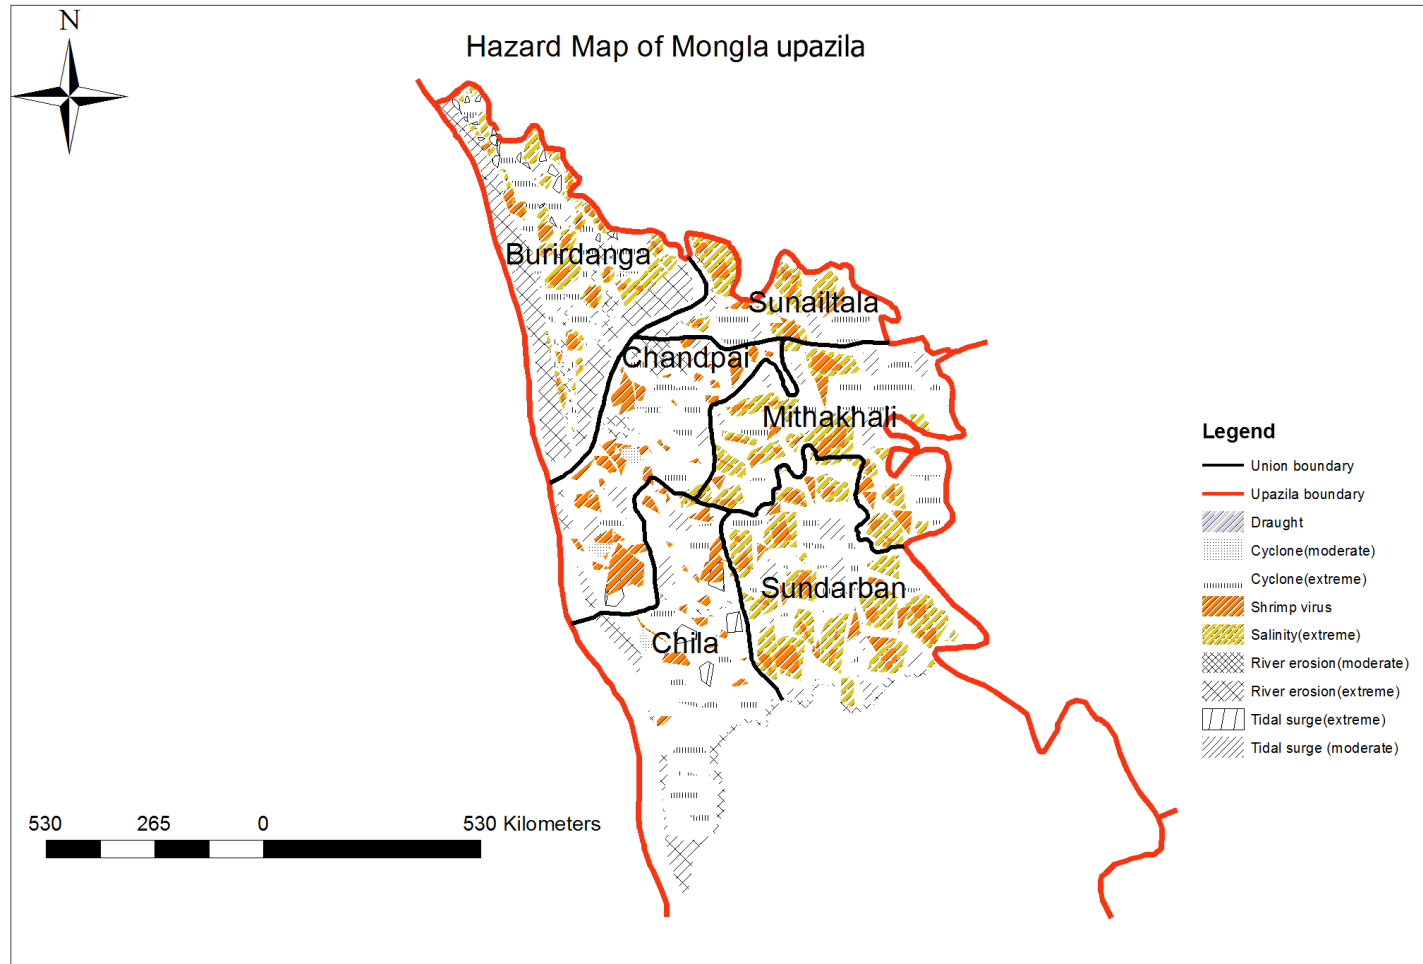 N
Hazard Map of Mongla upazila
Burirdanga
Sunailtala
Chandpai
Mithakhali
Sundarban
Chila
Legend
Union boundary
Upazila boundary
Draught
Cyclone(moderate)
Cyclone(extreme)
Shrimp virus
Salinity(extreme)
River erosion(moderate)
River erosion(extreme)
Tidal surge(extreme)
Tidal surge (moderate)
530 265 0 530 Kilometers